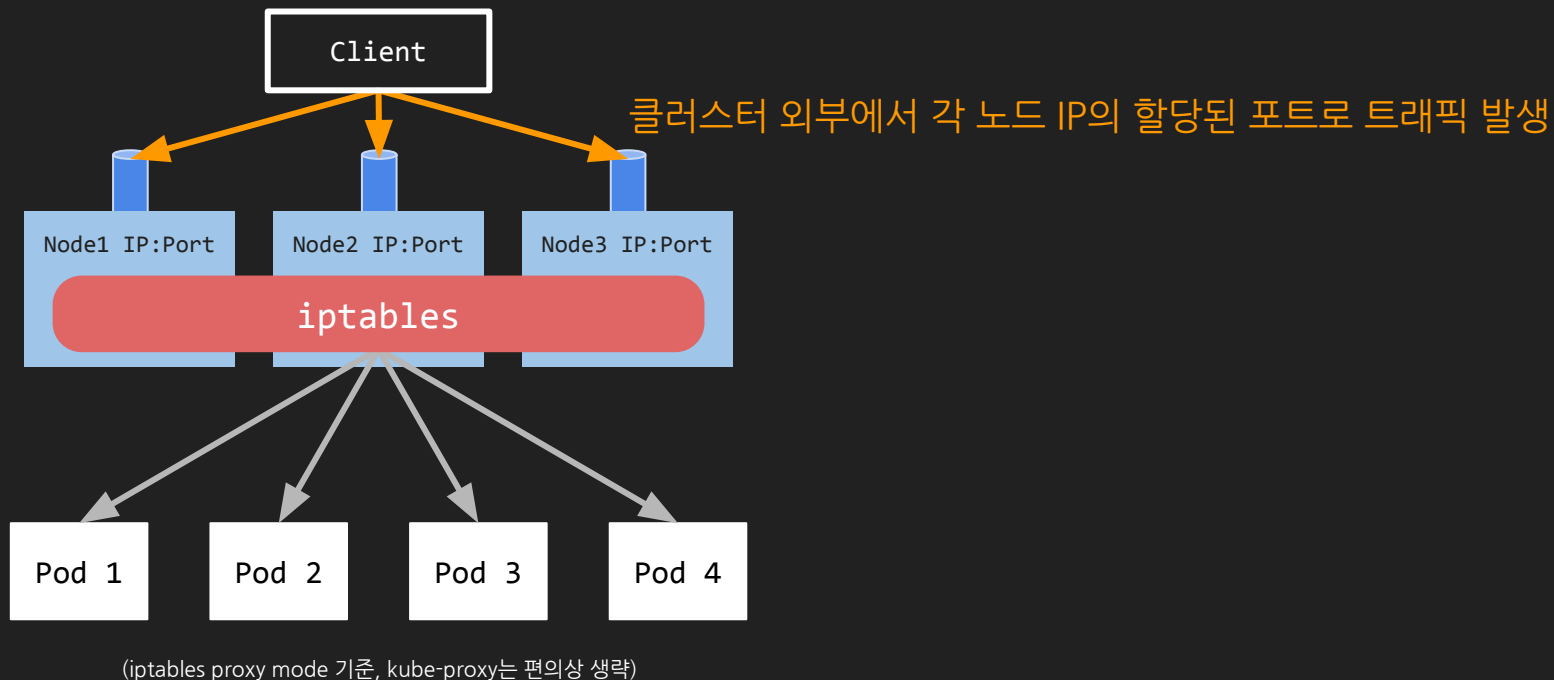 Client
클러스터 외부에서 각 노드 IP의 할당된 포트로 트래픽 발생
Node1 IP:Port
Node2 IP:Port
Node3 IP:Port
iptables
Pod 1
Pod 2
Pod 3
Pod 4
(iptables proxy mode 기준, kube-proxy는 편의상 생략)